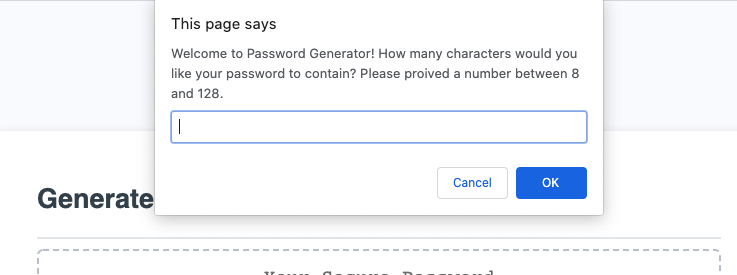 This page says
Welcome to Password Generator! How many characters would you
like your password to contain? Please proived a number between 8
and 128.
Cancel OK
Generate
Your Secure Password